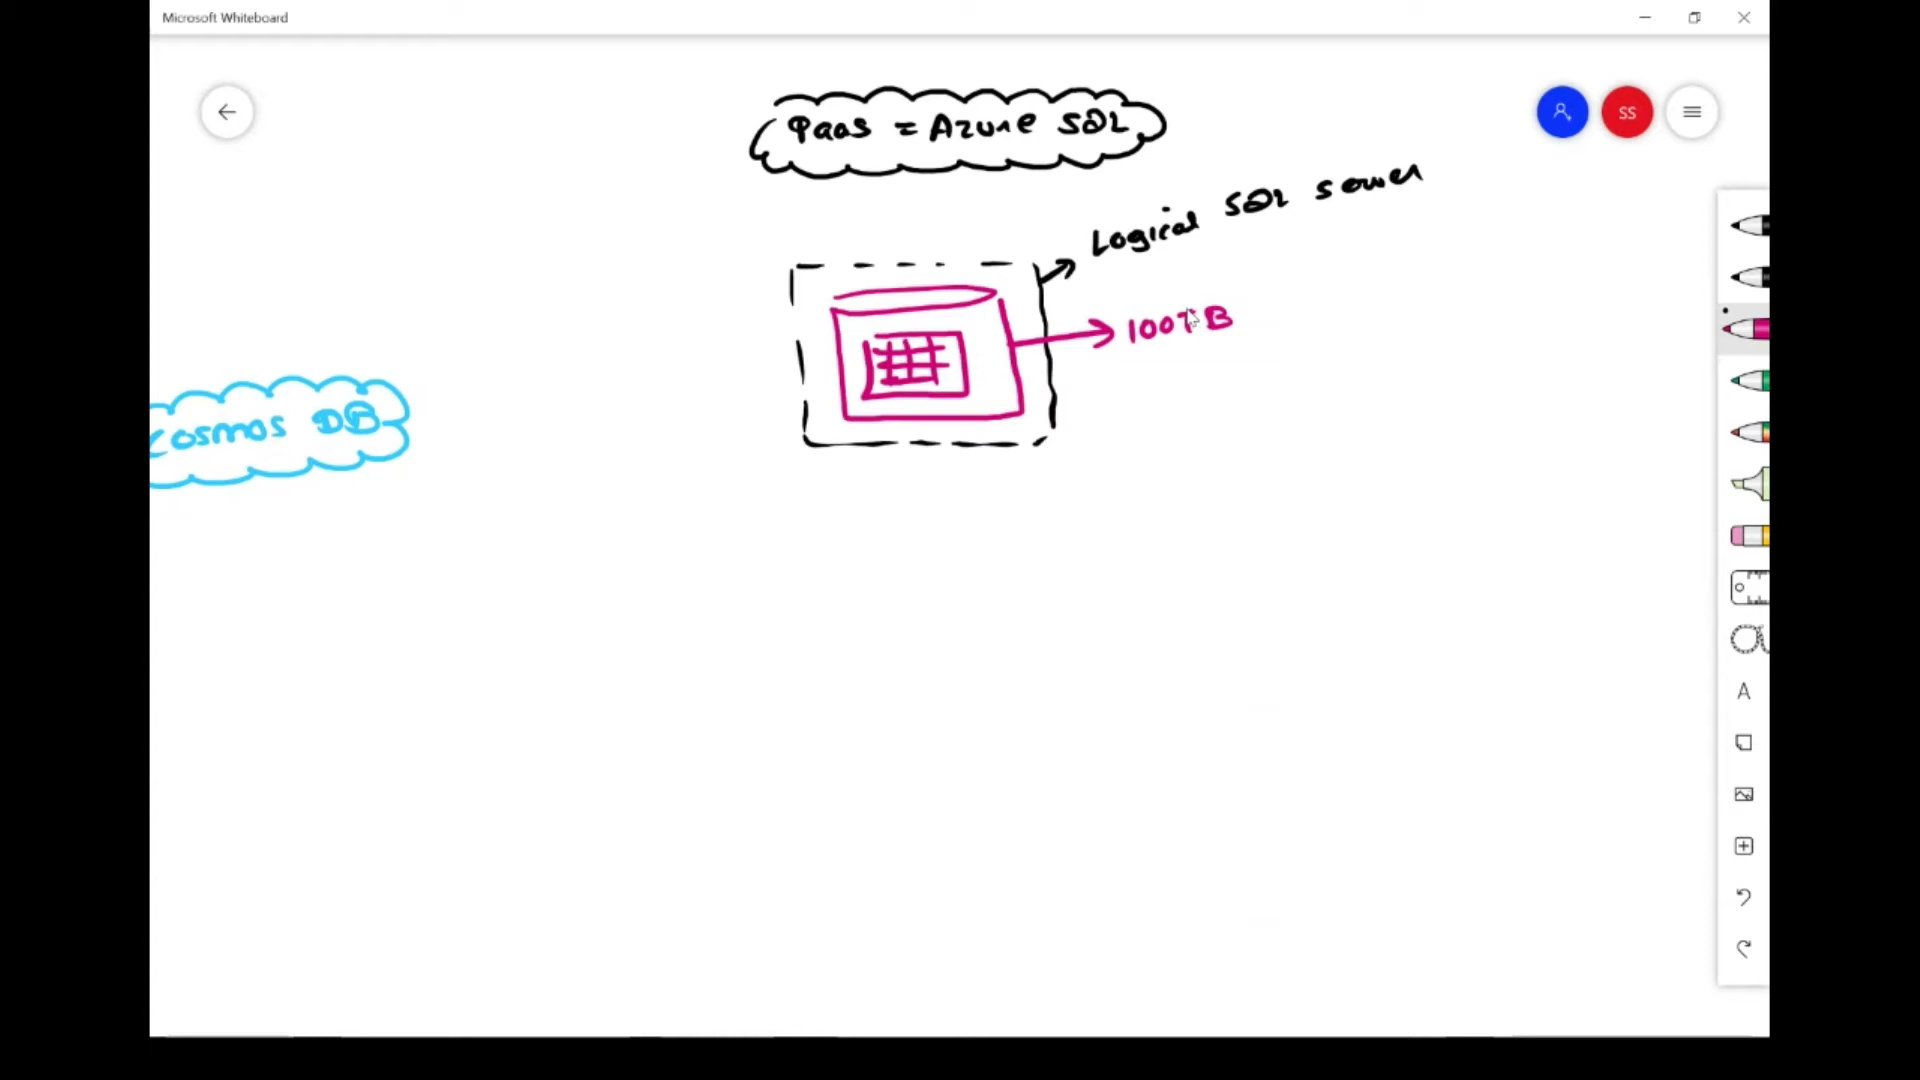 Microsoft Whiteboard
PaaS = Azure SQL
SS
Logical SQL server
100TB
Cosmos DB
A